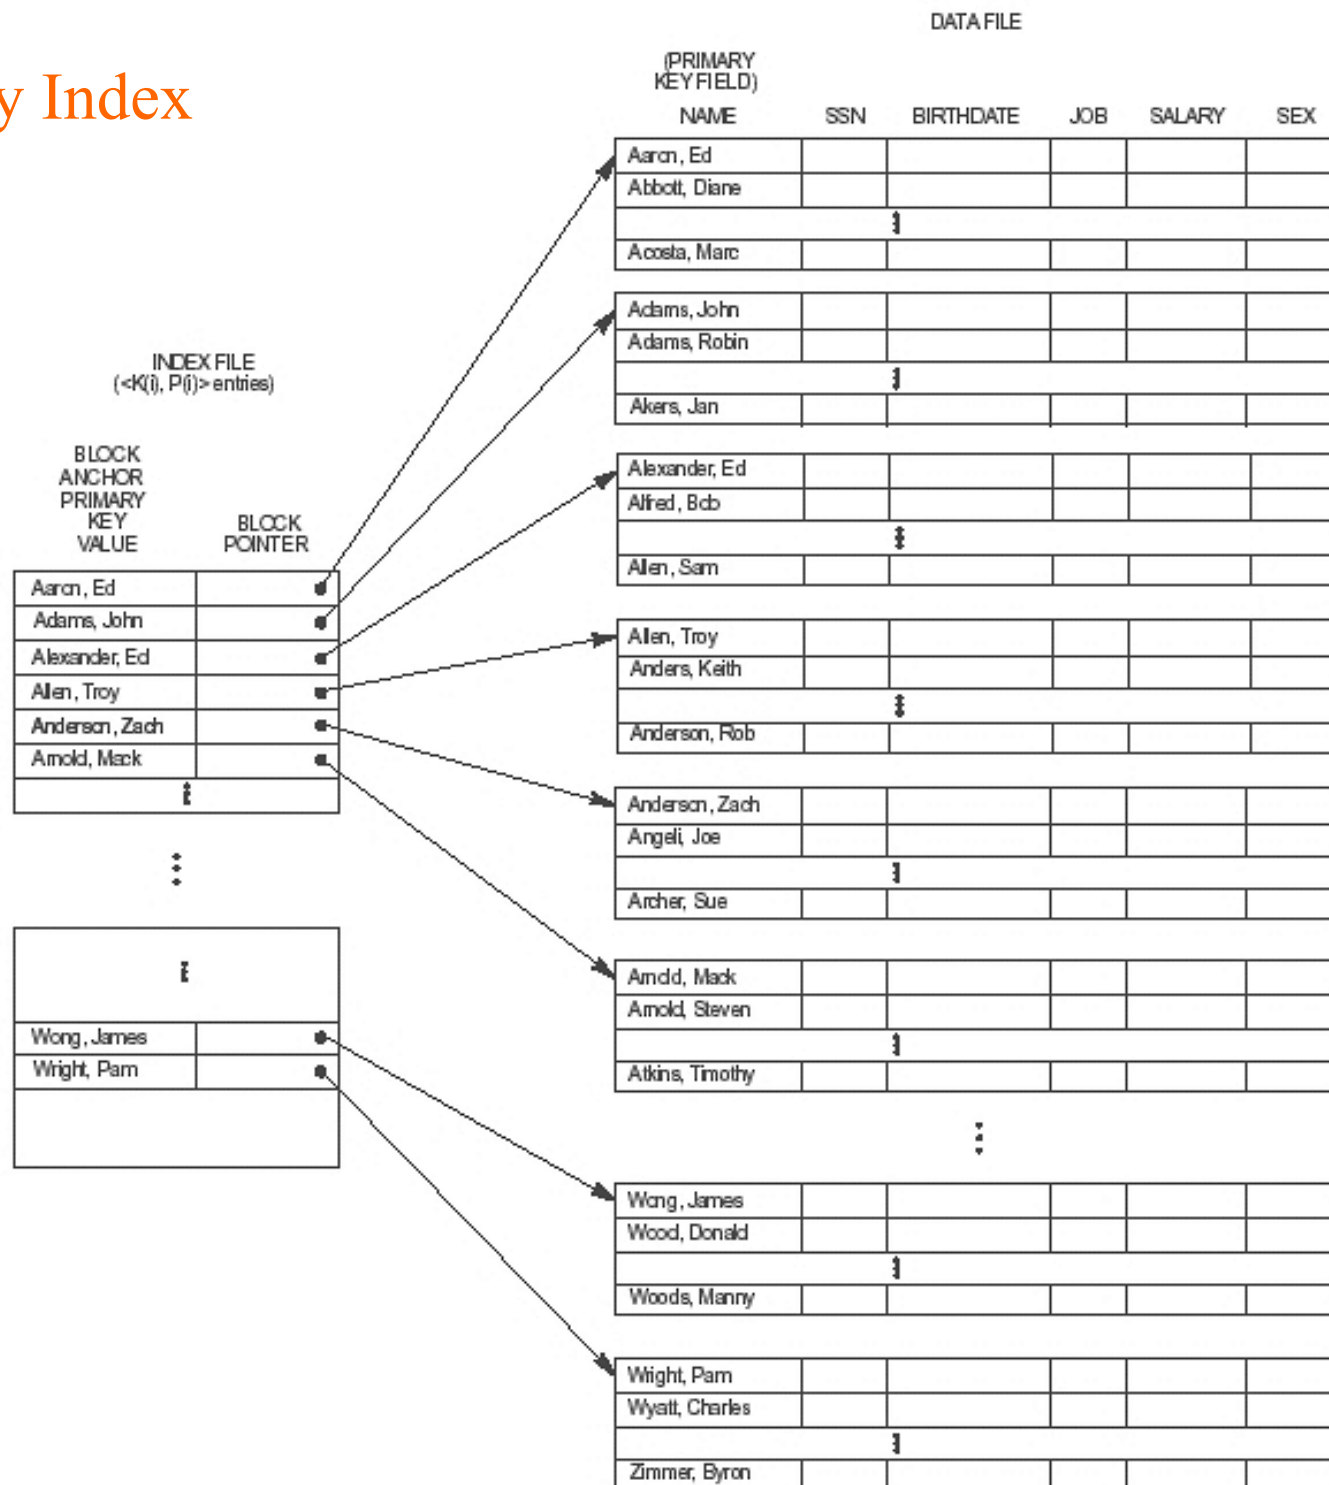 y Index
DATA FILE
(PRIMARY
KEY FIELD)
NAME SSN BIRTHDATE JOB SALARY SEX
Aaron, Ed
Abbott, Diane
Acosta, Marc
Adams, John
Adams, Robin
Akers, Jan
Alexander, Ed
Alfred, Bob
Allen, Sam
Allen, Troy
Anders, Keith
Anderson, Rob
Anderson, Zach
Angeli, Joe
Archer, Sue
Arnold, Mack
Arnold, Steven
Atkins, Timothy
Wong, James
Wood, Donald
Woods, Manny
Wright, Pam
Wyatt, Charles
Zimmer, Byron
INDEX FILE
(<K(i), P(i)> entries)
BLOCK
ANCHOR
PRIMARY
KEY
VALUE
BLOCK
POINTER
Aaron, Ed
Adams, John
Alexander, Ed
Allen, Troy
Anderson, Zach
Arnold, Mack
Wong, James
Wright, Pam